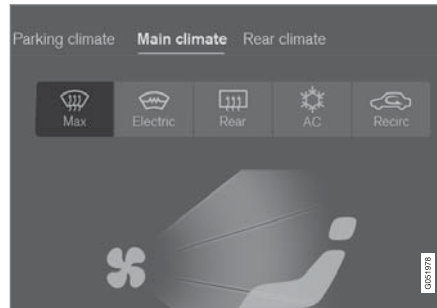 Parking climate Main climate Rear climate
Max Electric Rear AC Recirc
G051978